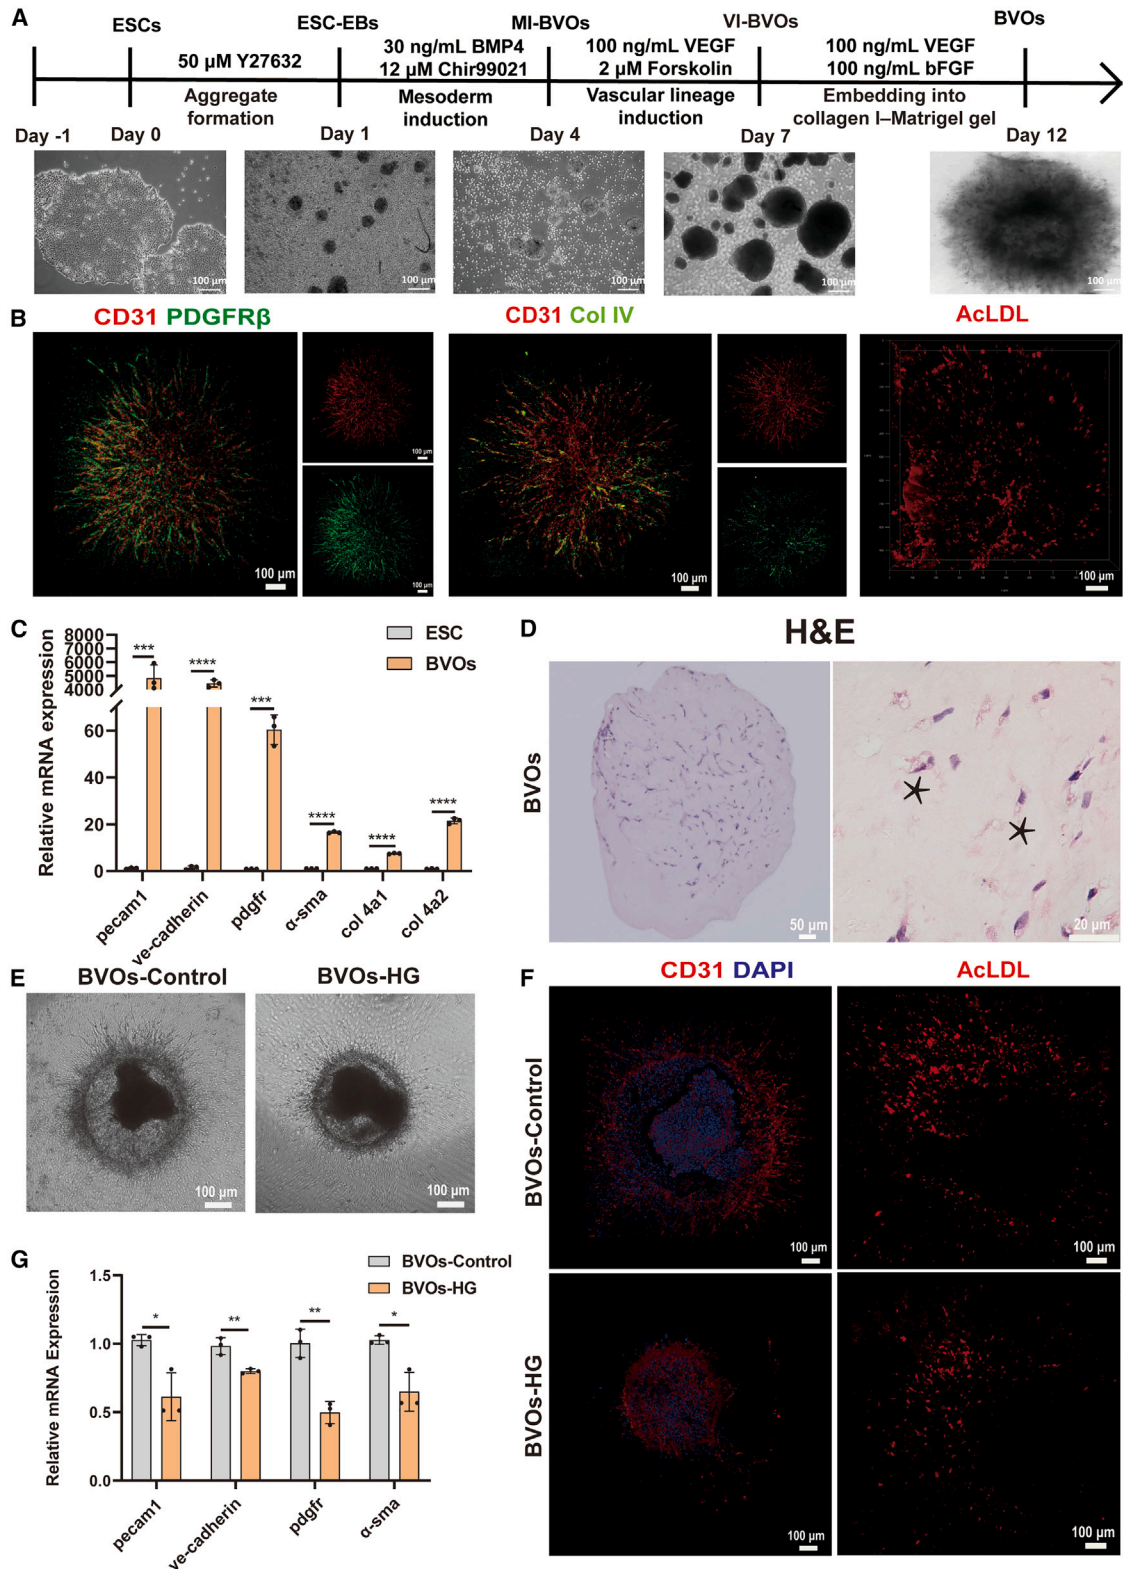 A
ESCs
ESC-EBs
MI-BVOs
VI-BVOs
BVOs
50 μM Y27632
30 ng/mL BMP4
12 μM Chir99021
100 ng/mL VEGF
2 μM Forskolin
100 ng/mL VEGF
100 ng/mL bFGF
Aggregate
formation
Mesoderm
induction
Vascular lineage
induction
Embedding into
collagen I–Matrigel gel
Day -1
Day 0
Day 1
Day 4
Day 7
Day 12
100 μm
100 μm
100 μm
100 μm
100 μm
B
CD31 PDGFRβ
CD31 Col IV
AcLDL
100 μm
100 μm
100 μm
100 μm
100 μm
C
Relative mRNA expression
8000
7000
6000
5000
4000
60
40
20
0
***
****
***
****
****
****
ESC
BVOs
pecam1
ve-cadherin
pdgfr
α-sma
col 4a1
col 4a2
D
H&E
BVOs
50 μm
20 μm
E
BVOs-Control
BVOs-HG
100 μm
100 μm
F
CD31 DAPI
AcLDL
BVOs-Control
100 μm
100 μm
BVOs-HG
100 μm
100 μm
G
Relative mRNA Expression
1.5
1.0
0.5
0.0
*
**
**
*
BVOs-Control
BVOs-HG
pecam1
ve-cadherin
pdgfr
α-sma